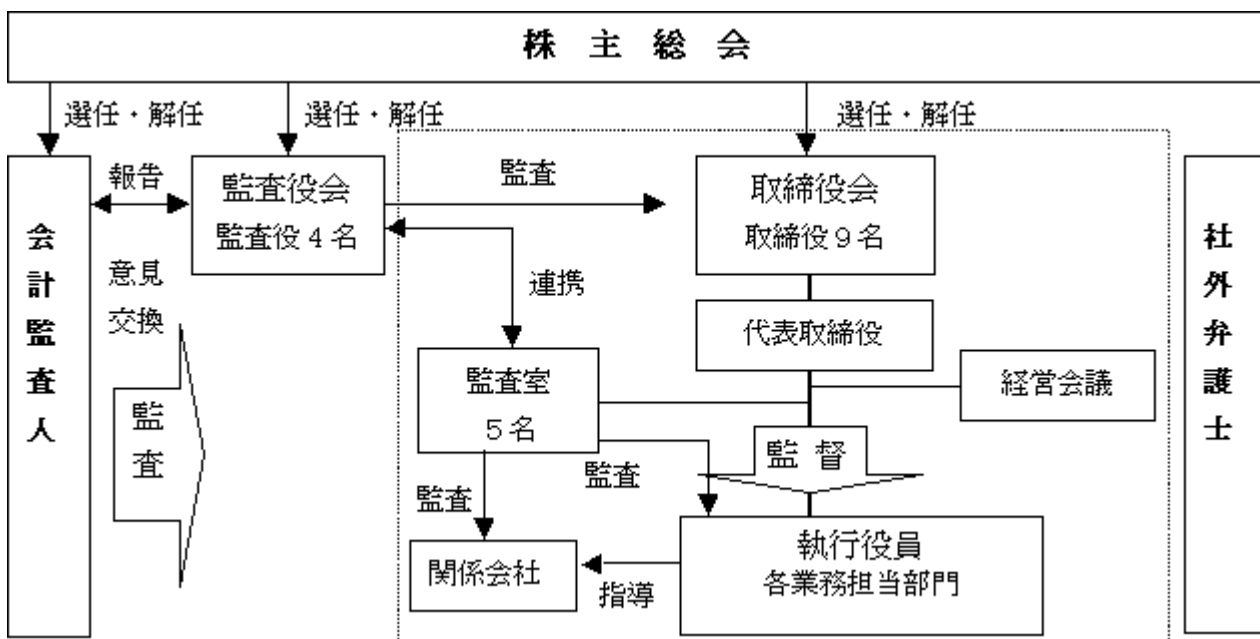 株主総会
選任・解任
選任・解任
選任・解任
会計監査人
報告
意見
交換
監査
監査役会
監査役4名
監査
連携
取締役会
取締役9名
代表取締役
経営会議
監査室
5名
監督
監査
監査
関係会社
指導
執行役員
各業務担当部門
社外弁護士